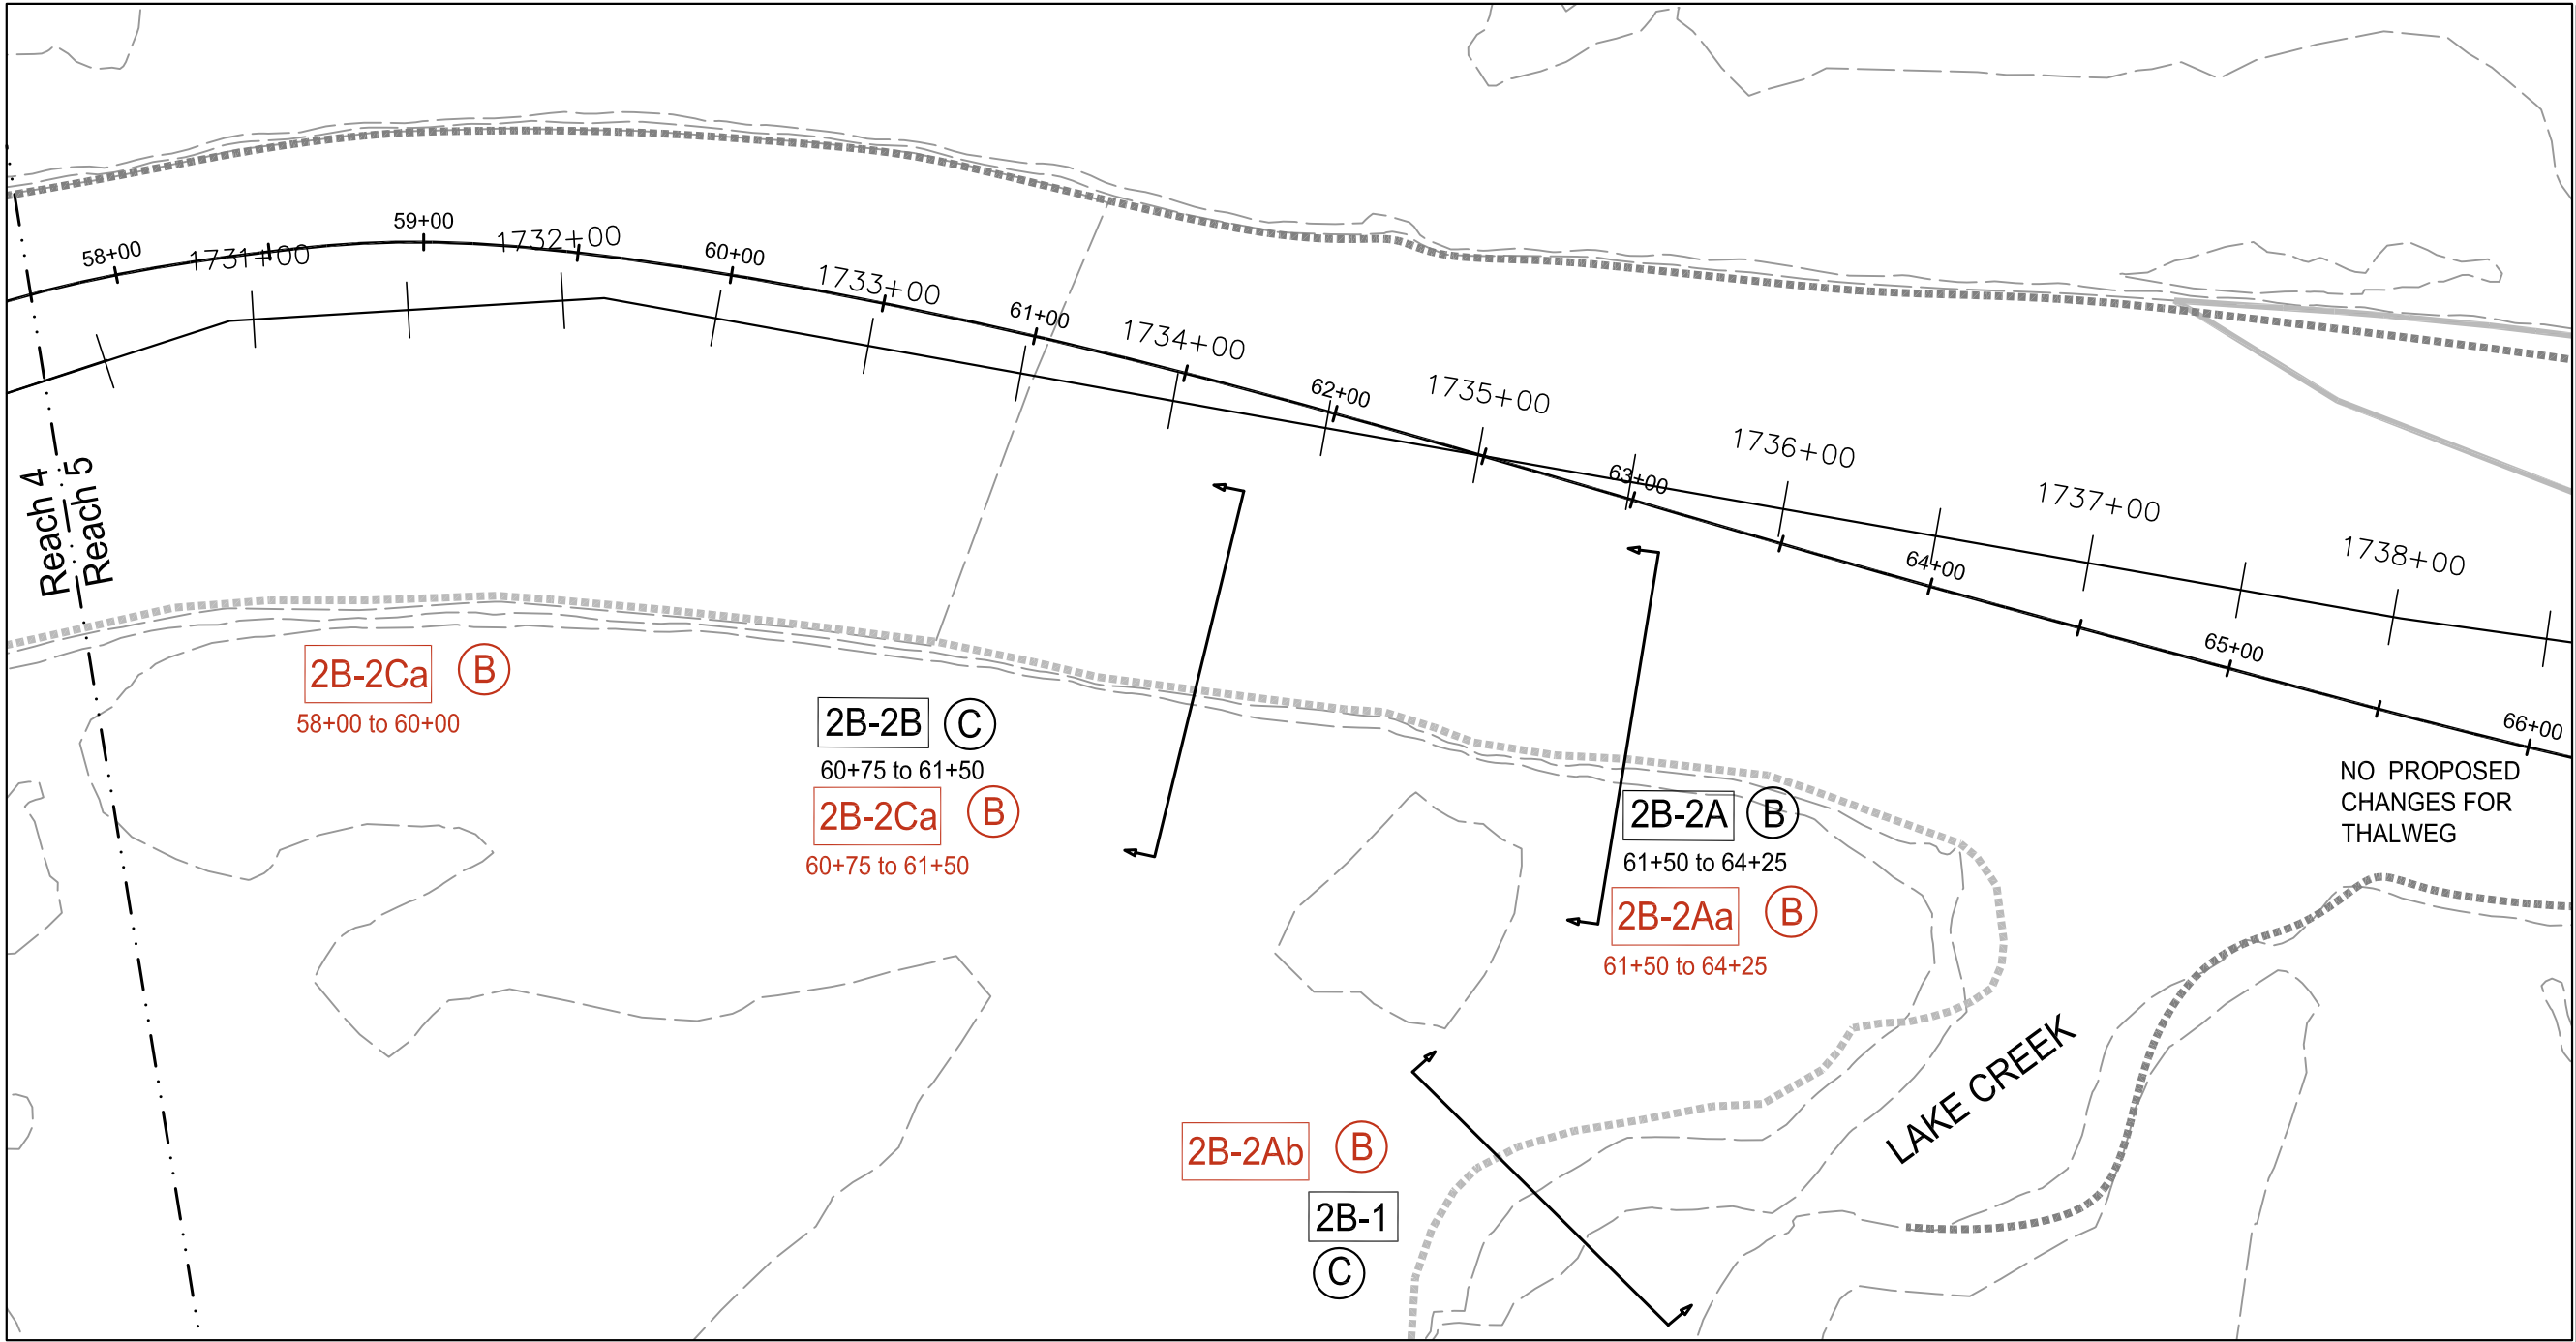 58+00
1731+00
59+00
1732+00
60+00
1733+00
61+00
1734+00
62+00
1735+00
63+00
1736+00
64+00
1737+00
65+00
1738+00
66+00
Reach 4
Reach 5
2B-2Ca B
58+00 to 60+00
2B-2B C
60+75 to 61+50
2B-2Ca B
60+75 to 61+50
2B-2A B
61+50 to 64+25
2B-2Aa B
61+50 to 64+25
NO PROPOSED
CHANGES FOR
THALWEG
LAKE CREEK
2B-2Ab B
2B-1
C